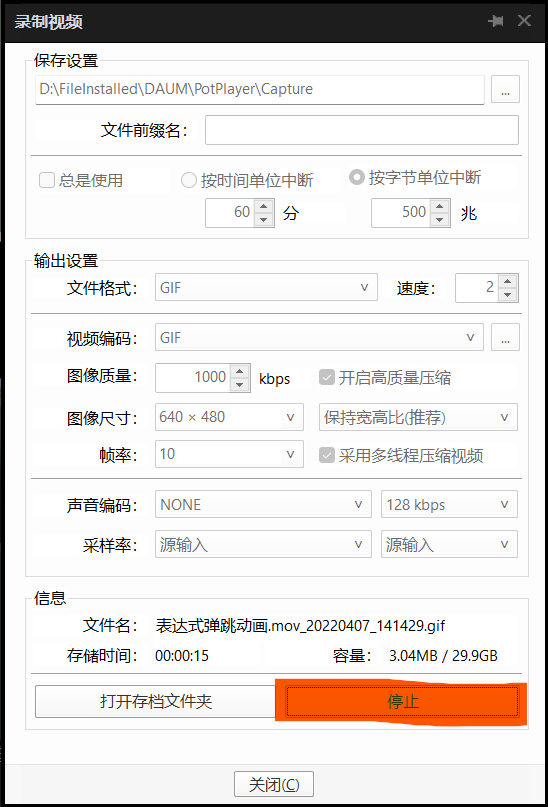 录制视频
保存设置
D:\FileInstalled\DAUM\PotPlayer\Capture ...
文件前缀名:
总是使用 按时间单位中断 按字节单位中断
60 分 500 兆
输出设置
文件格式: GIF 速度: 2
视频编码: GIF ...
图像质量: 1000 kbps 开启高质量压缩
图像尺寸: 640 × 480 保持宽高比(推荐)
帧率: 10 采用多线程压缩视频
声音编码: NONE 128 kbps
采样率: 源输入 源输入
信息
文件名: 表达式弹跳动画.mov_20220407_141429.gif
存储时间: 00:00:15 容量: 3.04MB / 29.9GB
打开存档文件夹 停止
关闭(C)